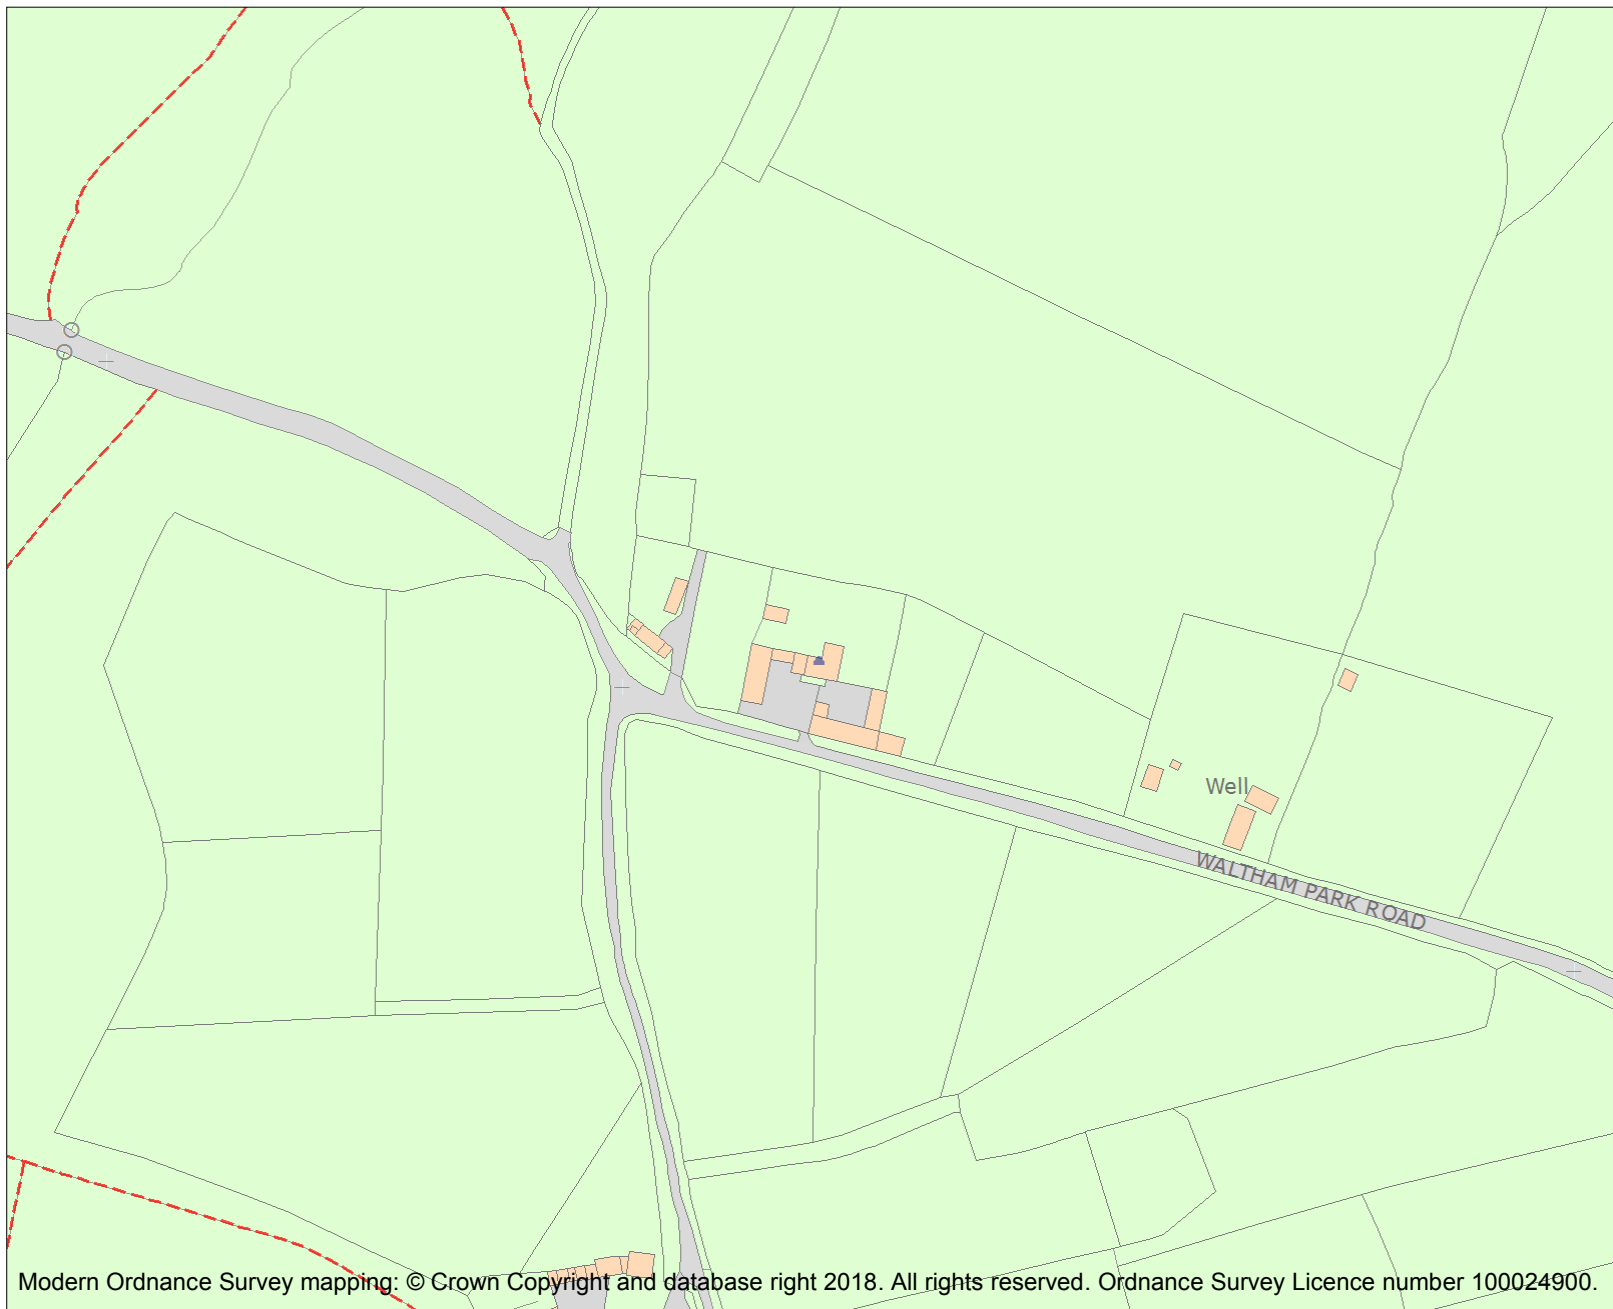 Well
WALTHAM PARK ROAD
Modern Ordnance Survey mapping: © Crown Copyright and database right 2018. All rights reserved. Ordnance Survey Licence number 100024900.